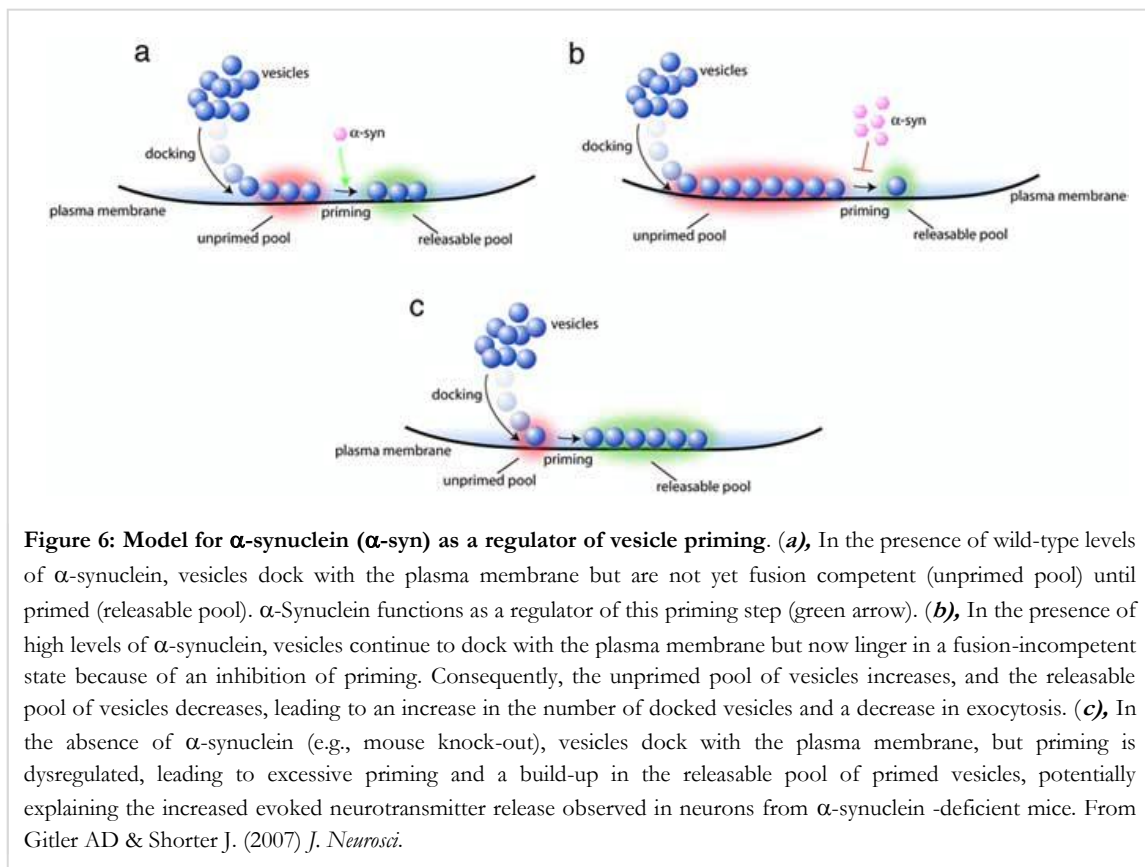 a
vesicles
docking
α-syn
plasma membrane
priming
unprimed pool
releasable pool
b
vesicles
α-syn
docking
plasma membrane
priming
unprimed pool
releasable pool
c
vesicles
docking
plasma membrane
priming
unprimed pool
releasable pool
Figure 6: Model for α-synuclein (α-syn) as a regulator of vesicle priming. (a), In the presence of wild-type levels
of α-synuclein, vesicles dock with the plasma membrane but are not yet fusion competent (unprimed pool) until
primed (releasable pool). α-Synuclein functions as a regulator of this priming step (green arrow). (b), In the presence of
high levels of α-synuclein, vesicles continue to dock with the plasma membrane but now linger in a fusion-incompetent
state because of an inhibition of priming. Consequently, the unprimed pool of vesicles increases, and the releasable
pool of vesicles decreases, leading to an increase in the number of docked vesicles and a decrease in exocytosis. (c), In
the absence of α-synuclein (e.g., mouse knock-out), vesicles dock with the plasma membrane, but priming is
dysregulated, leading to excessive priming and a build-up in the releasable pool of primed vesicles, potentially
explaining the increased evoked neurotransmitter release observed in neurons from α-synuclein -deficient mice. From
Gitler AD & Shorter J. (2007) J. Neurosci.